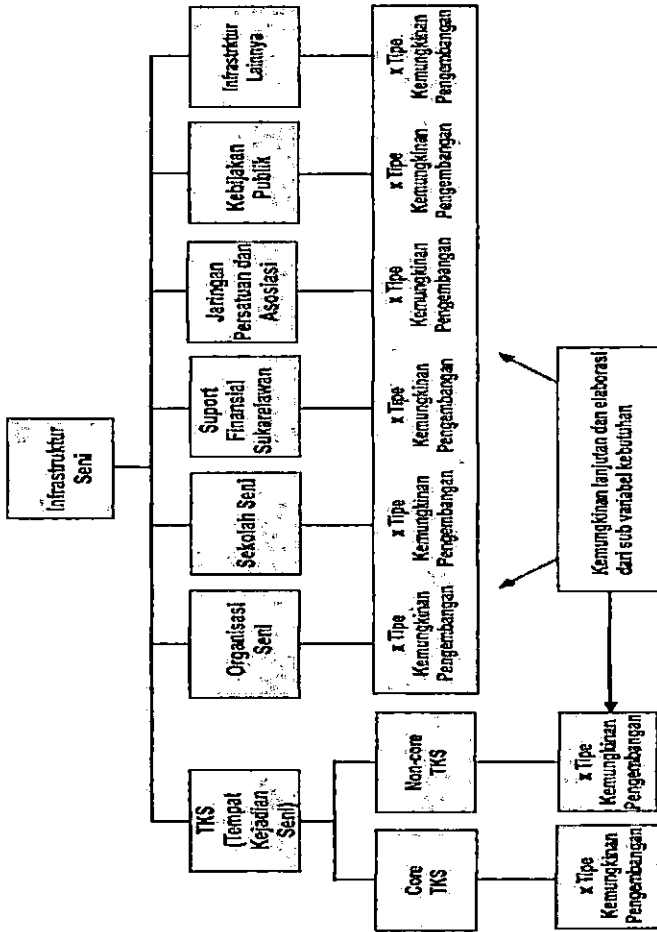 Infrastruktur
Seni
TKS
(Tempat
Kejadian
Seni)
Organisasi
Seni
Sekolah Seni
Suport
Finansial
Sukarelawan
Jaringan
Persatuan dan
Asosiasi
Kebijakan
Publik
Infrastrktur
Lainnya
Core
TKS
Non-core
TKS
x Tipe
Kemungkinan
Pengembangan
x Tipe
Kemungkinan
Pengembangan
x Tipe
Kemungkinan
Pengembangan
x Tipe
Kemungkinan
Pengembangan
x Tipe
Kemungkinan
Pengembangan
x Tipe
Kemungkinan
Pengembangan
x Tipe
Kemungkinan
Pengembangan
x Tipe
Kemungkinan
Pengembangan
Kemungkinan lanjutan dan elaborasi
dari sub variabel kebutuhan